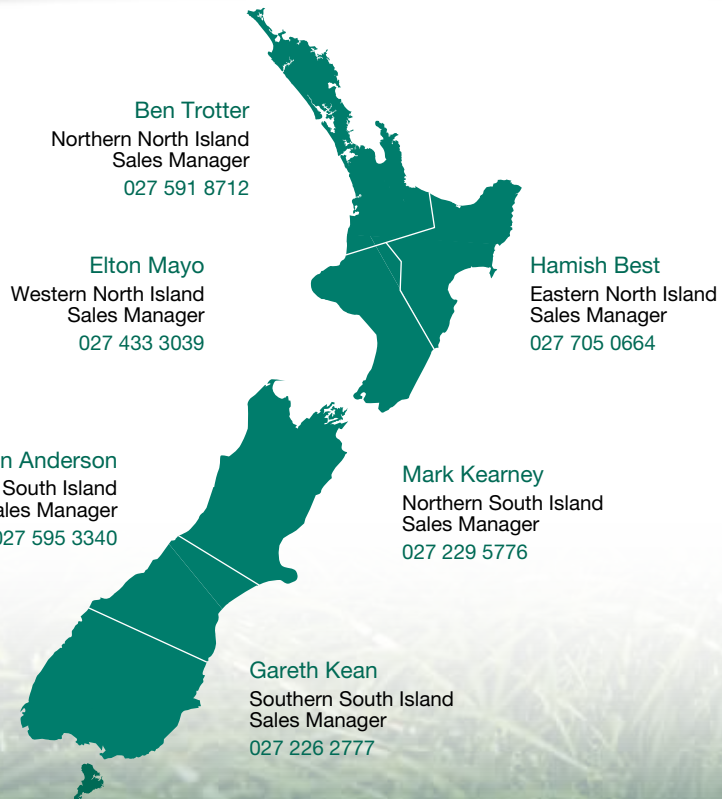 Ben Trotter
Northern North Island
Sales Manager
027 591 8712
Elton Mayo
Western North Island
Sales Manager
027 433 3039
Hamish Best
Eastern North Island
Sales Manager
027 705 0664
Anderson
South Island
Manager
027 595 3340
Mark Kearney
Northern South Island
Sales Manager
027 229 5776
Gareth Kean
Southern South Island
Sales Manager
027 226 2777